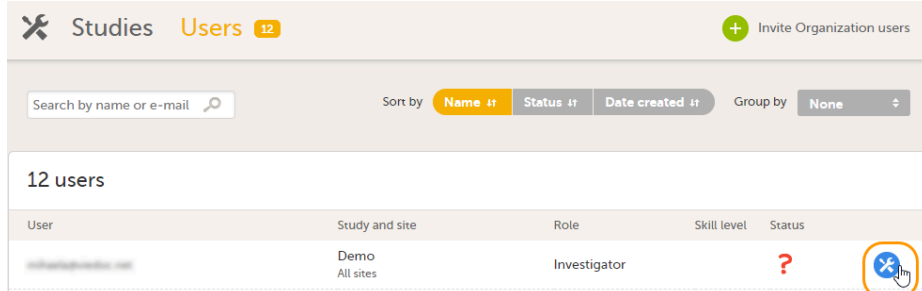 Studies Users 12
Invite Organization users
Search by name or e-mail
Sort by Name Status Date created Group by None
12 users
User Study and site Role Skill level Status
Demo
All sites
Investigator
?